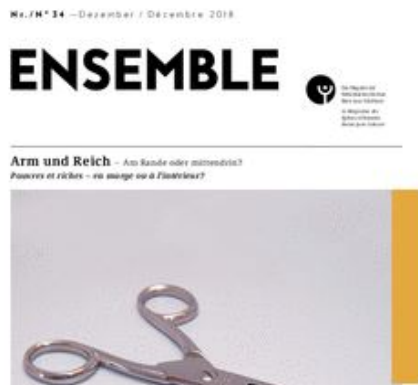 Nr./N° 34 — Dezember / Décembre 2018
ENSEMBLE
Arm und Reich – Am Rande oder mittendrin?
Pauvres et riches – en marge ou à l'intérieur?